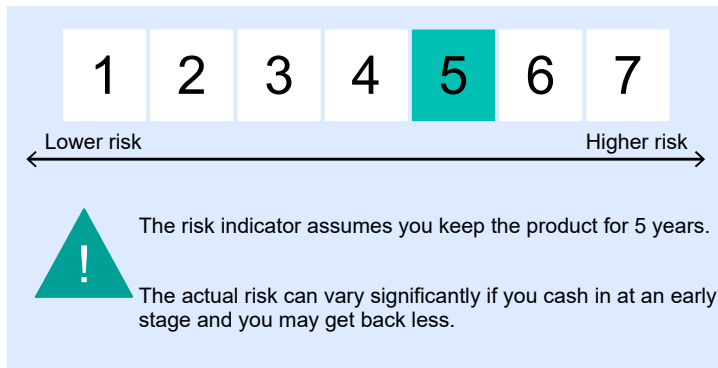 1 2 3 4 5 6 7
Lower risk Higher risk
! The risk indicator assumes you keep the product for 5 years.
The actual risk can vary significantly if you cash in at an early
stage and you may get back less.